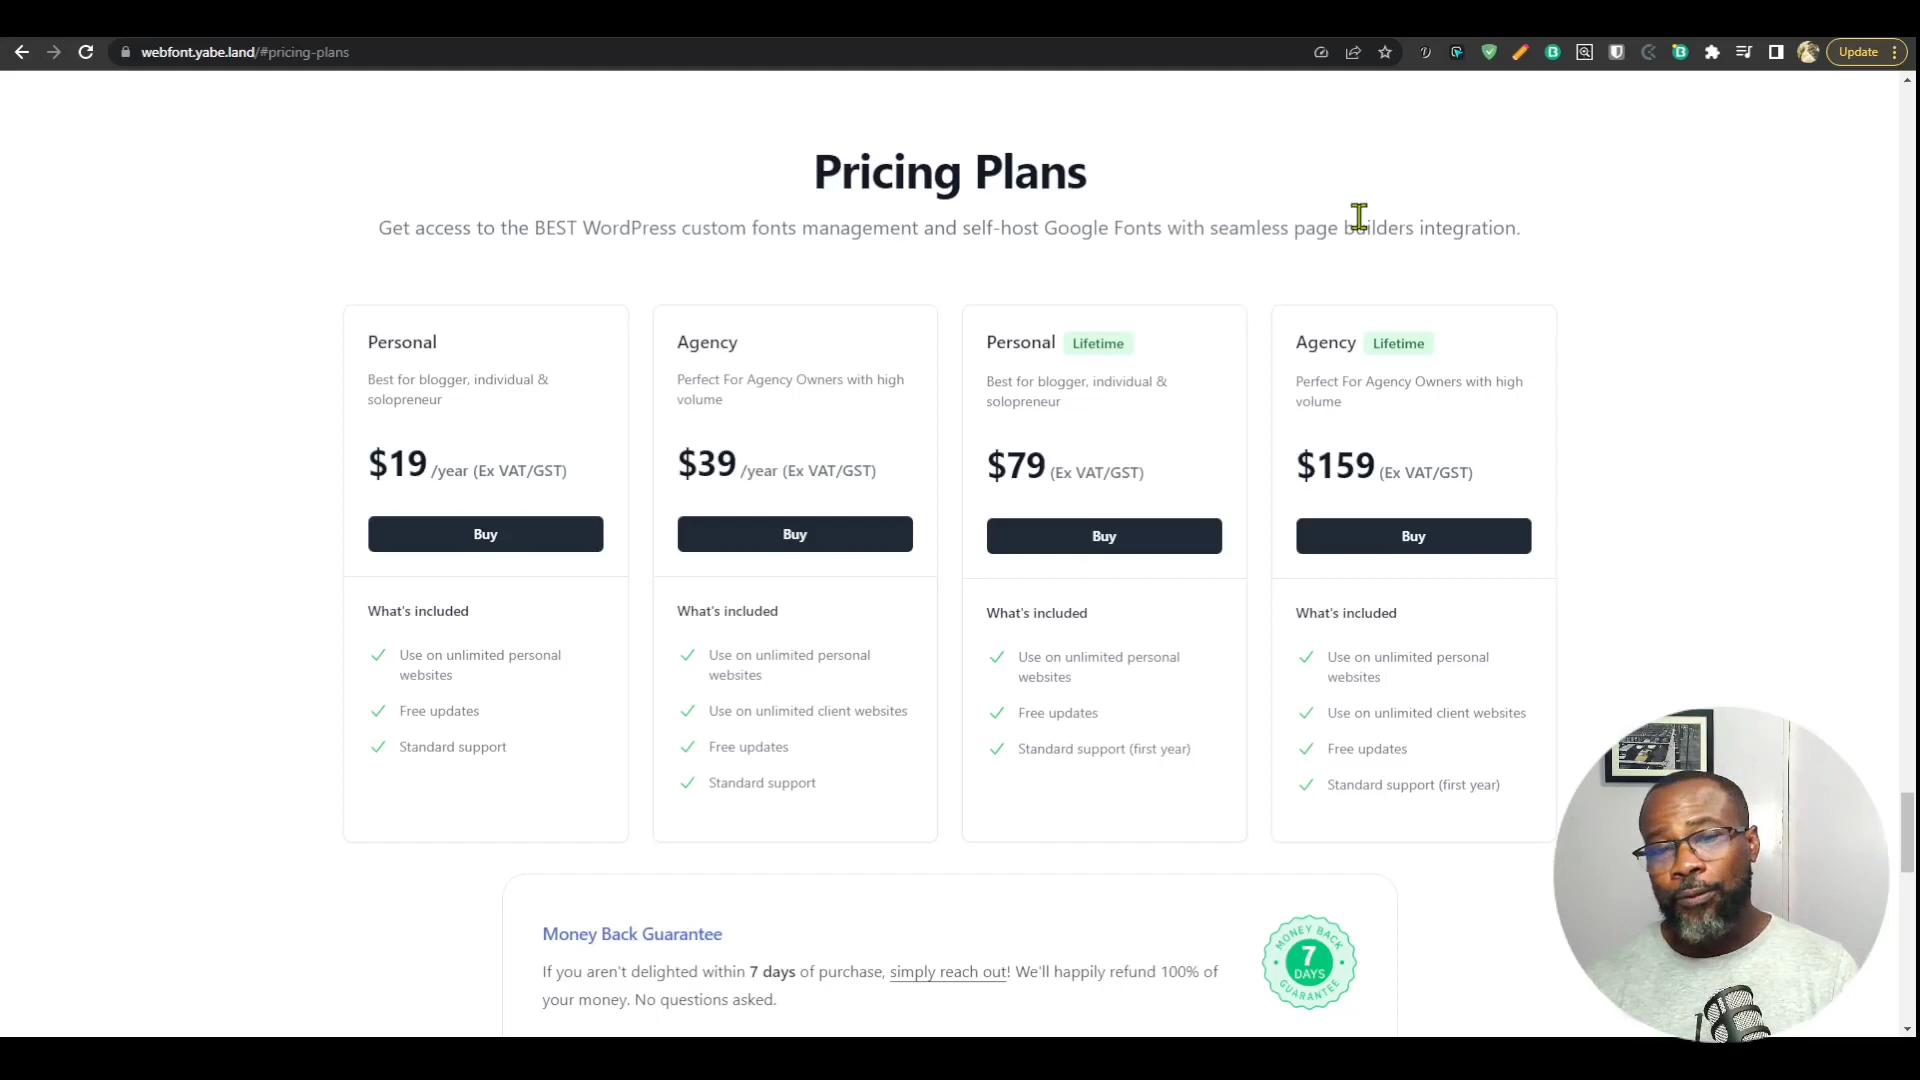 webfont.yabe.land/#pricing-plans
Update
Pricing Plans
Get access to the BEST WordPress custom fonts management and self-host Google Fonts with seamless page builders integration.
Personal
Best for blogger, individual &
solopreneur
$19 /year (Ex VAT/GST)
Buy
What's included
Use on unlimited personal
websites
Free updates
Standard support
Agency
Perfect For Agency Owners with high
volume
$39 /year (Ex VAT/GST)
Buy
What's included
Use on unlimited personal
websites
Use on unlimited client websites
Free updates
Standard support
Personal Lifetime
Best for blogger, individual &
solopreneur
$79 (Ex VAT/GST)
Buy
What's included
Use on unlimited personal
websites
Free updates
Standard support (first year)
Agency Lifetime
Perfect For Agency Owners with high
volume
$159 (Ex VAT/GST)
Buy
What's included
Use on unlimited personal
websites
Use on unlimited client websites
Free updates
Standard support (first year)
Money Back Guarantee
If you aren't delighted within 7 days of purchase, simply reach out! We'll happily refund 100% of
your money. No questions asked.
MONEY BACK
7
DAYS
GUARANTEE